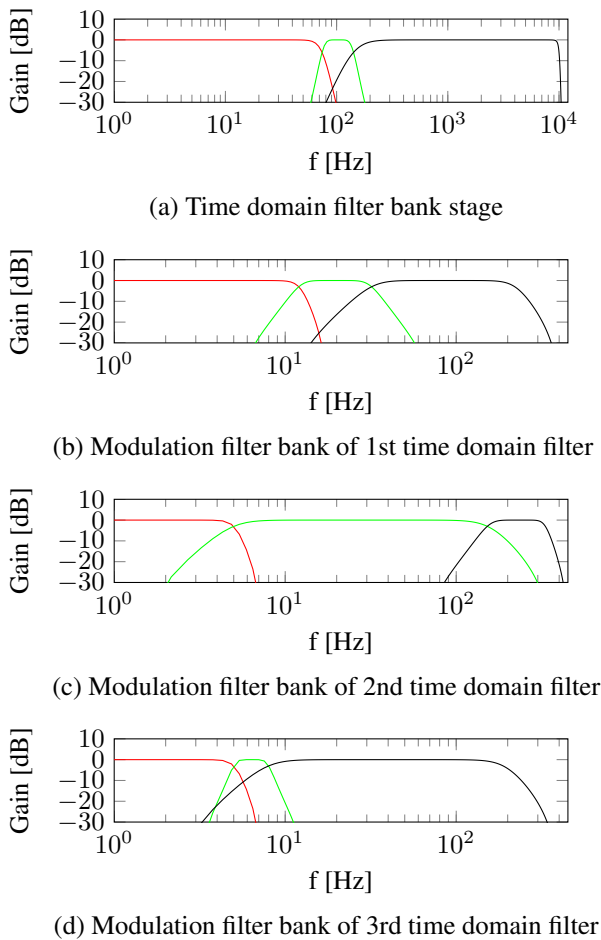 Gain [dB]
10
0
−10
−20
−30
10^0 10^1 10^2 10^3 10^4
f [Hz]
(a) Time domain filter bank stage
Gain [dB]
10
0
−10
−20
−30
10^0 10^1 10^2
f [Hz]
(b) Modulation filter bank of 1st time domain filter
Gain [dB]
10
0
−10
−20
−30
10^0 10^1 10^2
f [Hz]
(c) Modulation filter bank of 2nd time domain filter
Gain [dB]
10
0
−10
−20
−30
10^0 10^1 10^2
f [Hz]
(d) Modulation filter bank of 3rd time domain filter